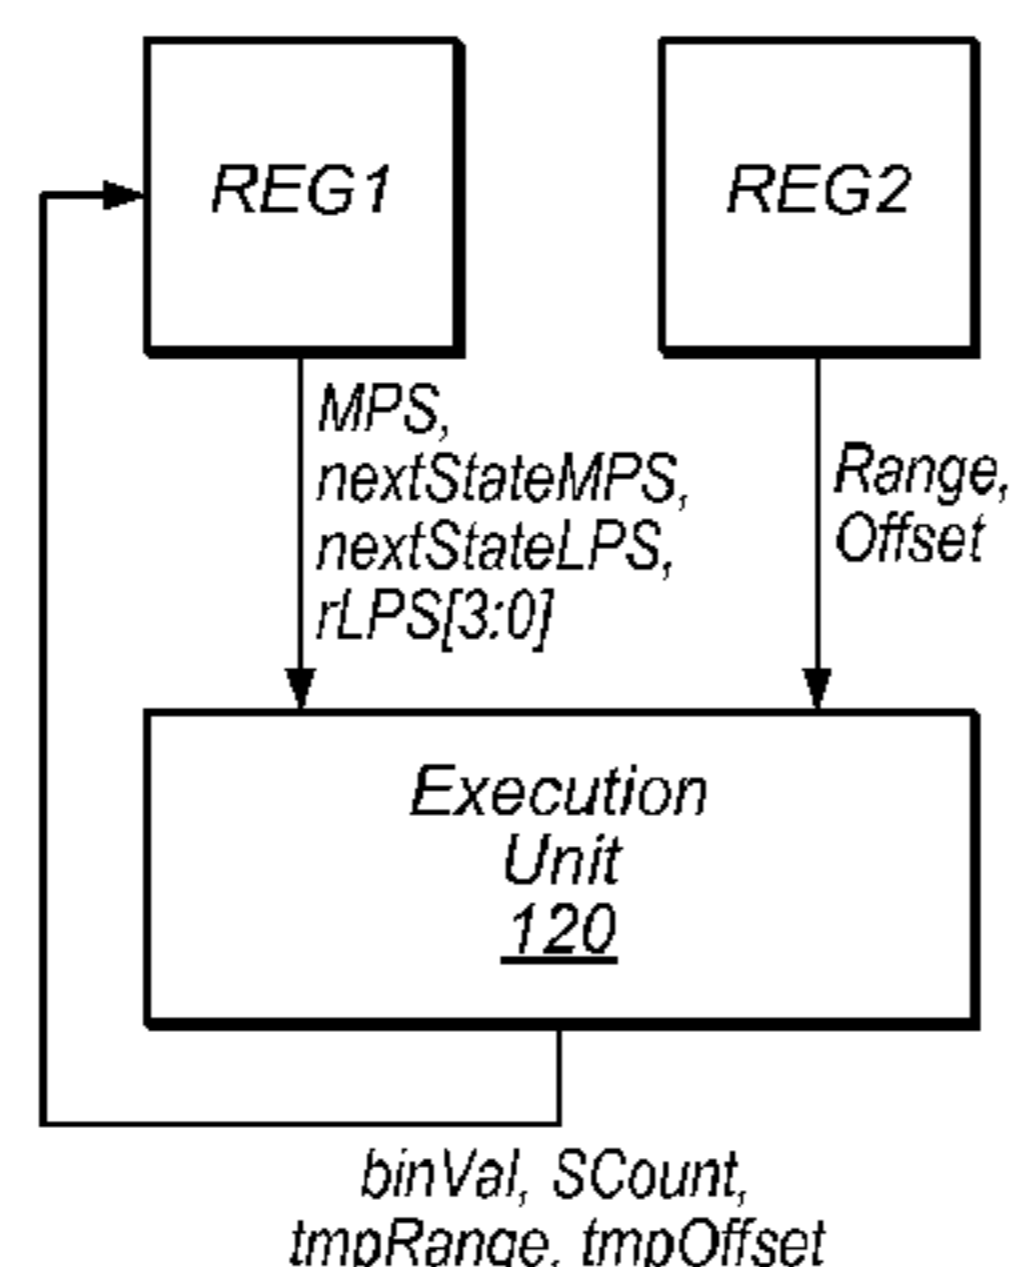 REG1
REG2
MPS,
nextStateMPS,
nextStateLPS,
rLPS[3:0]
Range,
Offset
Execution
Unit
120
binVal, SCount,
tmpRange, tmpOffset